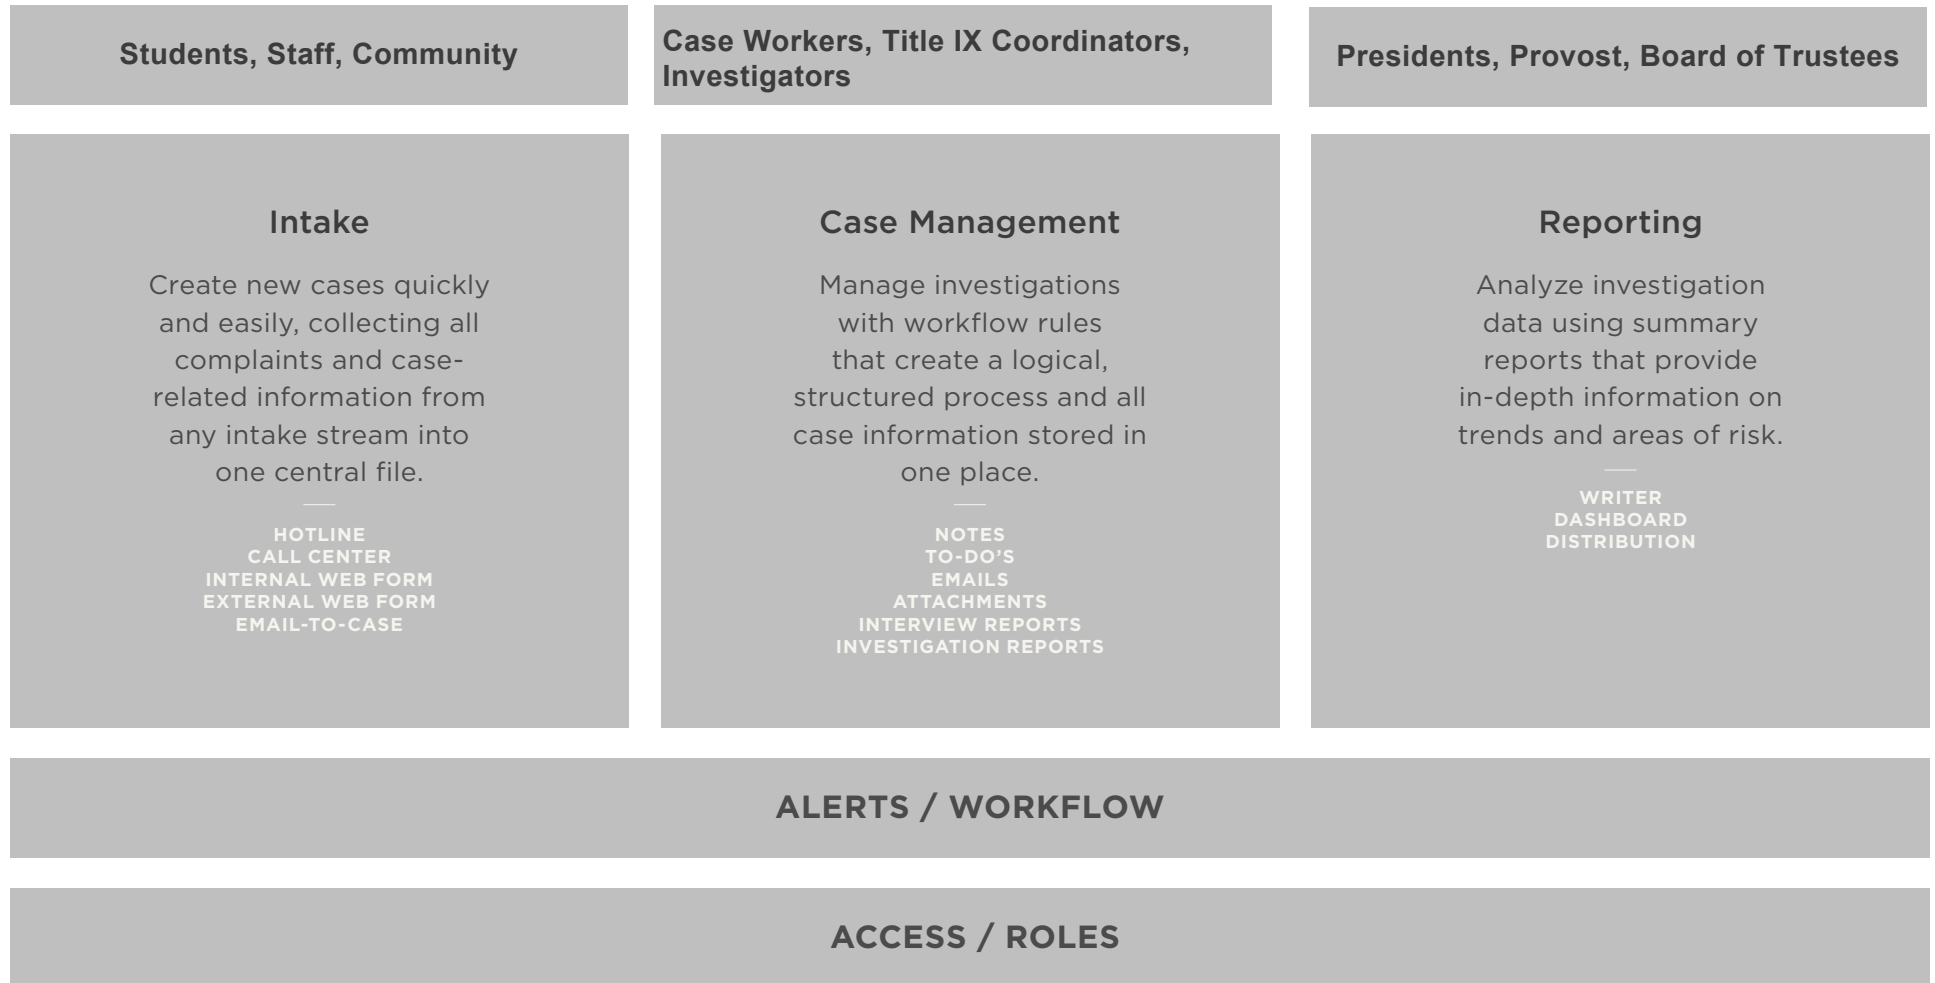 Students, Staff, Community
Case Workers, Title IX Coordinators,
Investigators
Presidents, Provost, Board of Trustees
Intake
Create new cases quickly
and easily, collecting all
complaints and case-
related information from
any intake stream into
one central file.
HOTLINE
CALL CENTER
INTERNAL WEB FORM
EXTERNAL WEB FORM
EMAIL-TO-CASE
Case Management
Manage investigations
with workflow rules
that create a logical,
structured process and all
case information stored in
one place.
NOTES
TO-DO’S
EMAILS
ATTACHMENTS
INTERVIEW REPORTS
INVESTIGATION REPORTS
Reporting
Analyze investigation
data using summary
reports that provide
in-depth information on
trends and areas of risk.
WRITER
DASHBOARD
DISTRIBUTION
ALERTS / WORKFLOW
ACCESS / ROLES